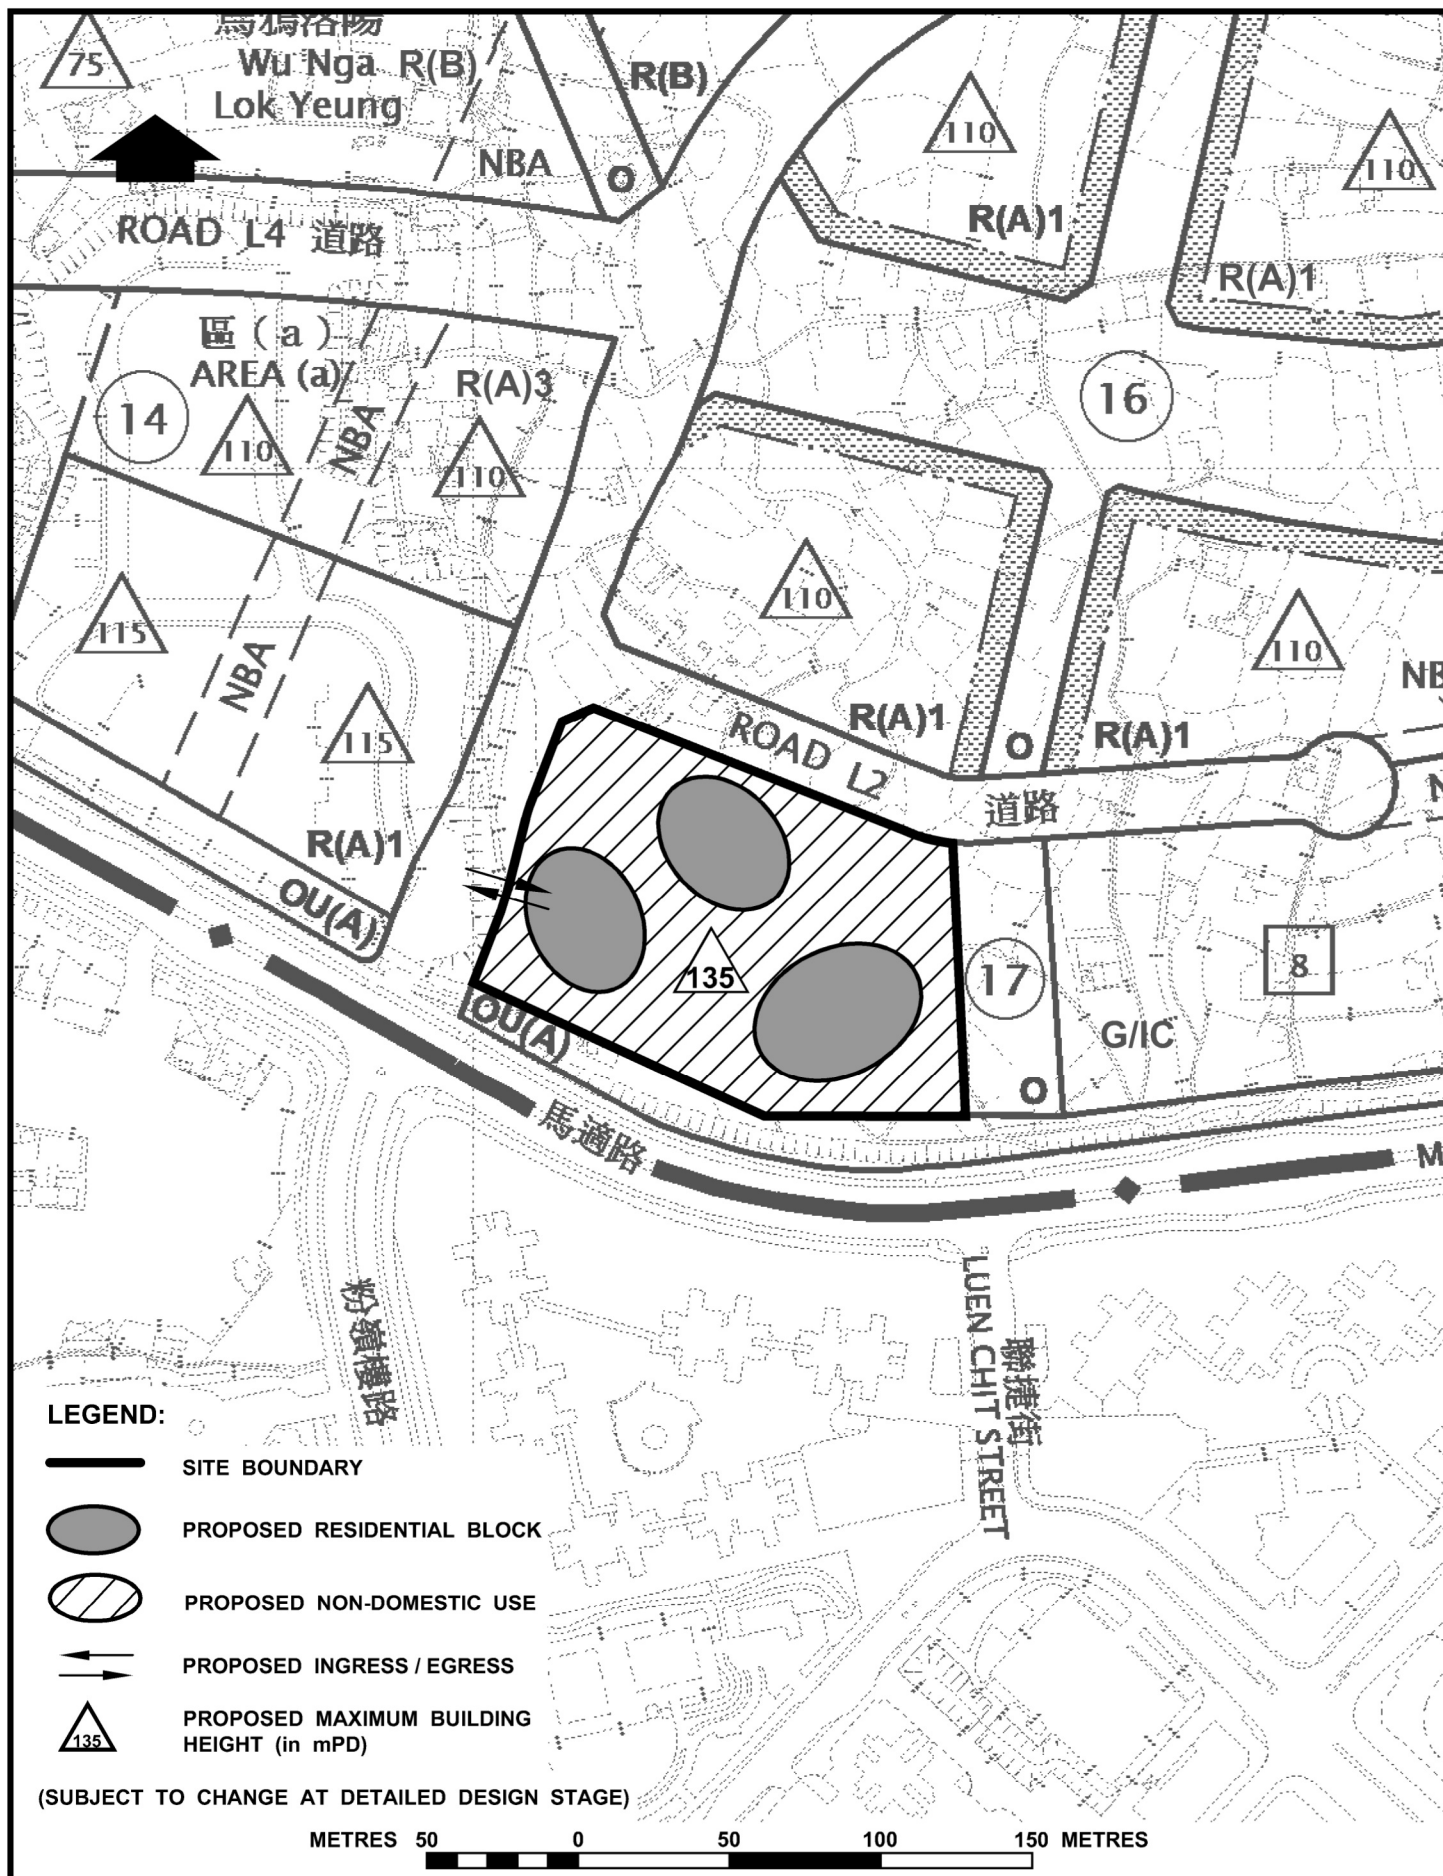 75
Wu Nga
Lok Yeung
R(B)
R(B)
110
110
NBA
O
R(A)1
R(A)1
ROAD L4 道路
區（a）
AREA (a)
R(A)3
14
110
NBA
110
16
115
NBA
115
110
110
R(A)1
ROAD L2
R(A)1
O
R(A)1
道路
OU(A)
135
17
8
OU(A)
G/IC
O
馬適路
粉嶺樓路
LUEN CHIT STREET
聯捷街
LEGEND:
SITE BOUNDARY
PROPOSED RESIDENTIAL BLOCK
PROPOSED NON-DOMESTIC USE
PROPOSED INGRESS / EGRESS
135
PROPOSED MAXIMUM BUILDING
HEIGHT (in mPD)
(SUBJECT TO CHANGE AT DETAILED DESIGN STAGE)
METRES 50 0 50 100 150 METRES